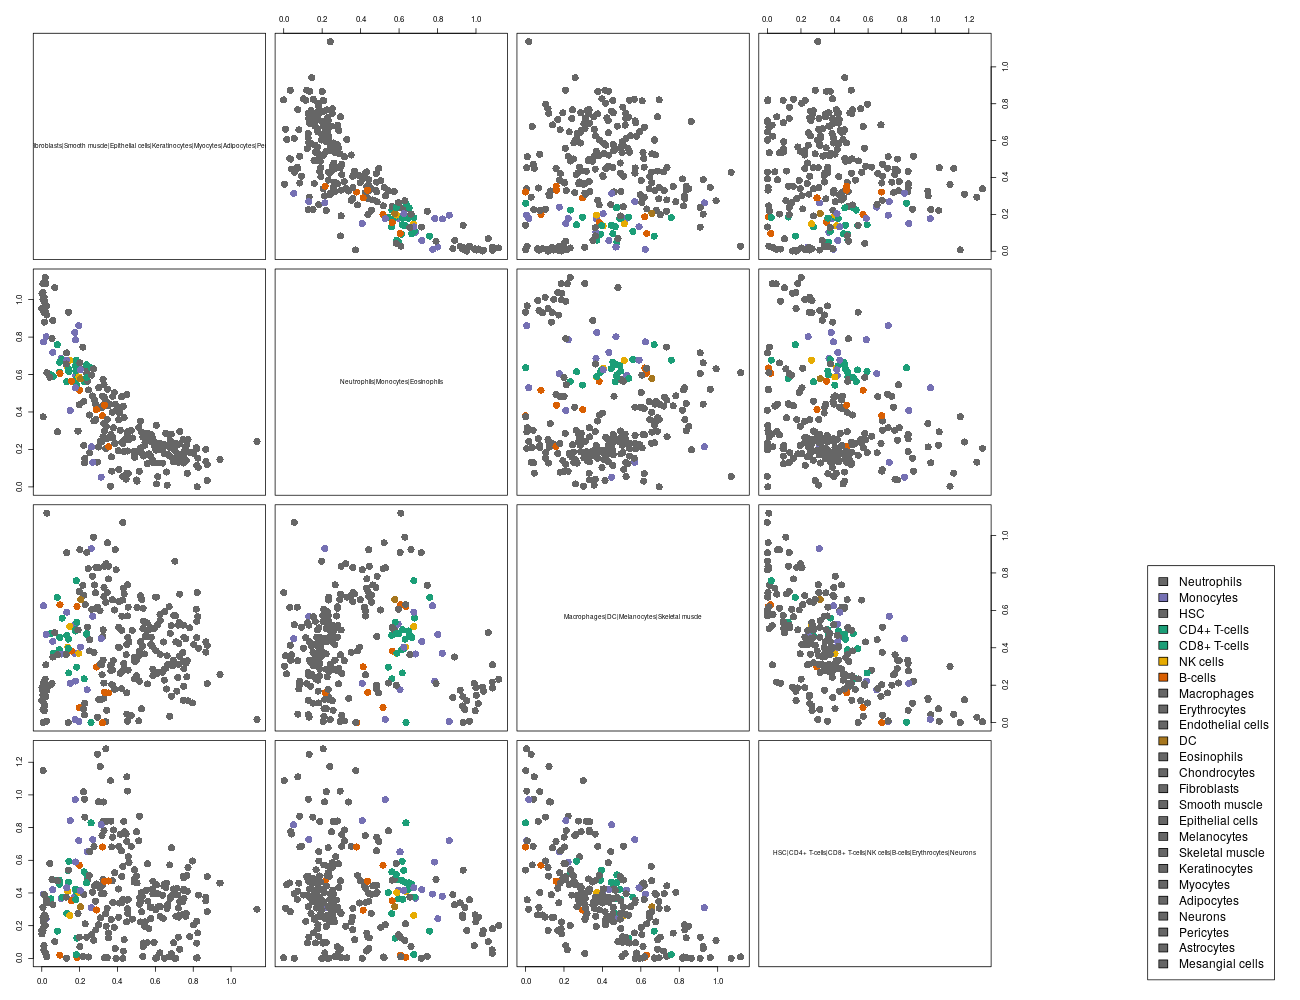 0.0 0.2 0.4 0.6 0.8 1.0
0.0 0.2 0.4 0.6 0.8 1.0 1.2
ibroblasts|Smooth muscle|Epithelial cells|Keratinocytes|Myocytes|Adipocytes|Pe
0.0 0.2 0.4 0.6 0.8 1.0
0.0 0.2 0.4 0.6 0.8 1.0
Neutrophils|Monocytes|Eosinophils
Macrophages|DC|Melanocytes|Skeletal muscle
0.0 0.2 0.4 0.6 0.8 1.0
0.0 0.2 0.4 0.6 0.8 1.0 1.2
HSC|CD4+ T-cells|CD8+ T-cells|NK cells|B-cells|Erythrocytes|Neurons
0.0 0.2 0.4 0.6 0.8 1.0
0.0 0.2 0.4 0.6 0.8 1.0
Neutrophils
Monocytes
HSC
CD4+ T-cells
CD8+ T-cells
NK cells
B-cells
Macrophages
Erythrocytes
Endothelial cells
DC
Eosinophils
Chondrocytes
Fibroblasts
Smooth muscle
Epithelial cells
Melanocytes
Skeletal muscle
Keratinocytes
Myocytes
Adipocytes
Neurons
Pericytes
Astrocytes
Mesangial cells